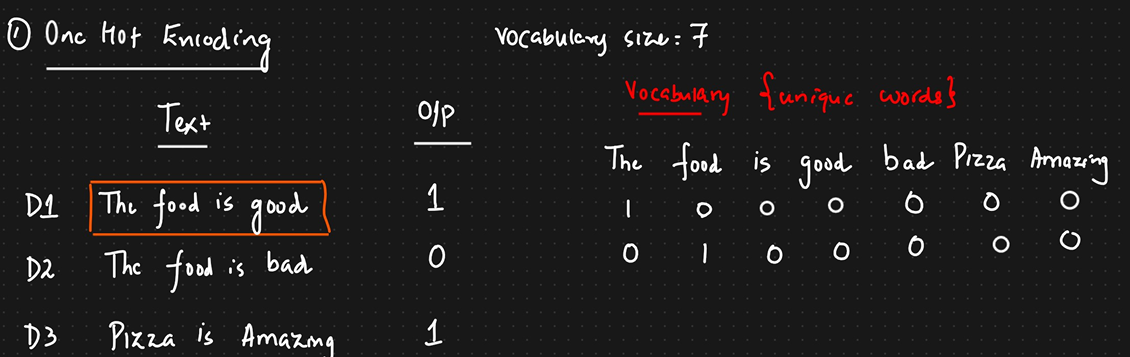 ① One Hot Encoding
Vocabulary size: 7
Vocabulary {unique words}
Text O/P
The food is good bad Pizza Amazing
D1 The food is good 1
1 0 0 0 0 0 0
D2 The food is bad 0
0 1 0 0 0 0 0
D3 Pizza is Amazing 1